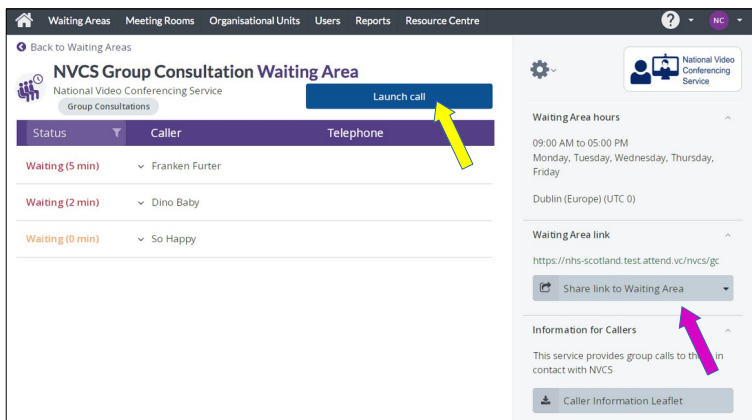 Waiting Areas Meeting Rooms Organisational Units Users Reports Resource Centre ? NC
Back to Waiting Areas
NVCS Group Consultation Waiting Area
National Video Conferencing Service
Group Consultations
Launch call
Status Caller Telephone
Waiting (5 min) Franken Furter
Waiting (2 min) Dino Baby
Waiting (0 min) So Happy
National Video
Conferencing
Service
Waiting Area hours
09:00 AM to 05:00 PM
Monday, Tuesday, Wednesday, Thursday,
Friday
Dublin (Europe) (UTC 0)
Waiting Area link
https://nhs-scotland.test.attend.vc/nvcs/gc
Share link to Waiting Area
Information for Callers
This service provides group calls to in
contact with NVCS
Caller Information Leaflet